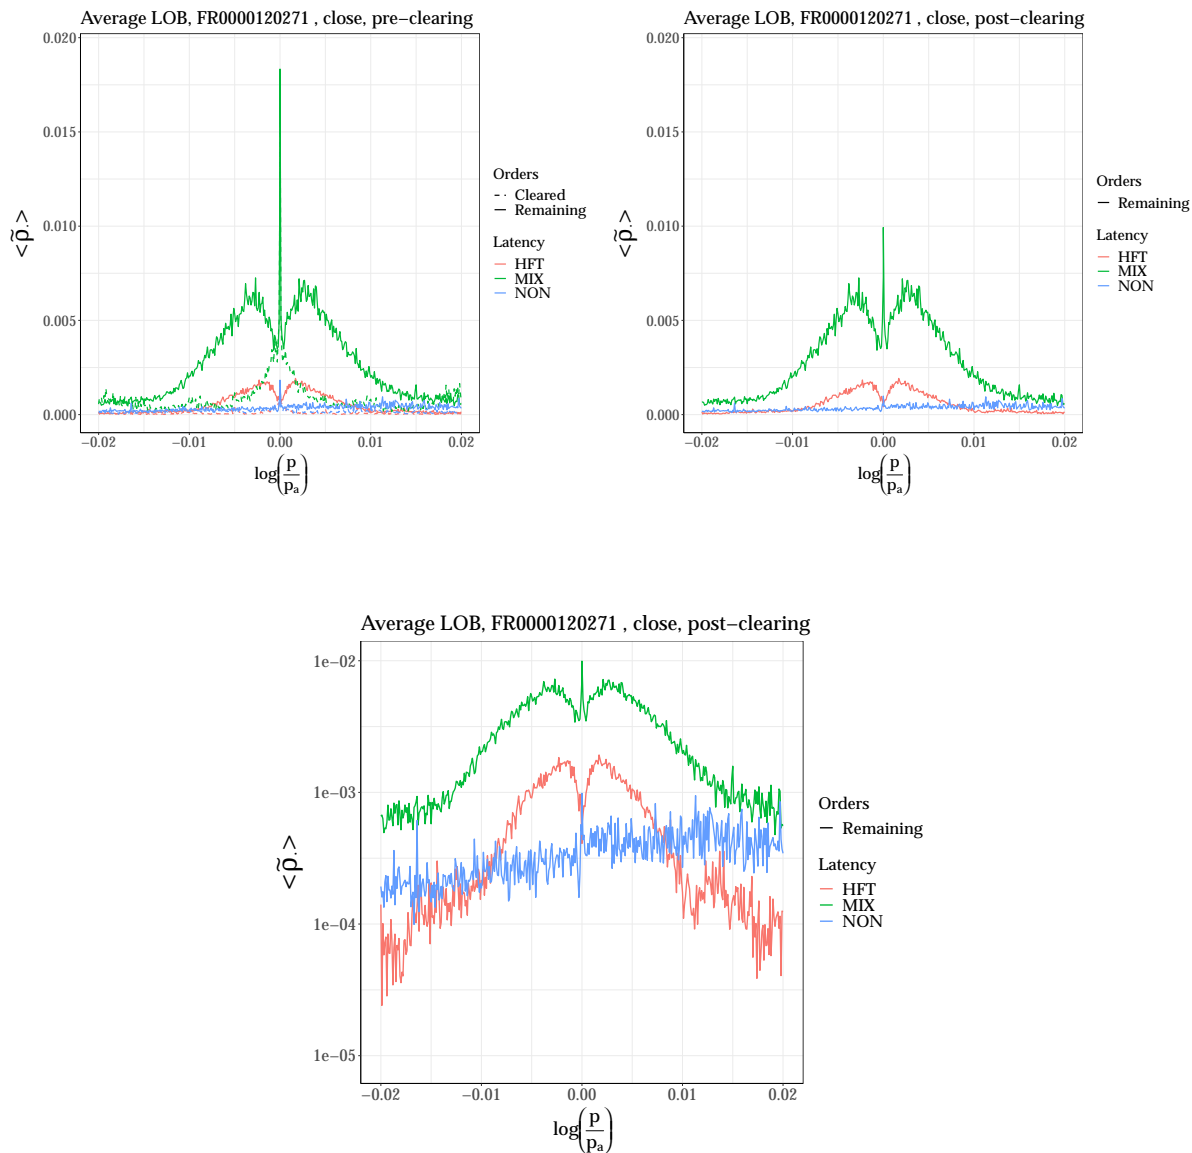 Average LOB, FR0000120271 , close, pre−clearing
0.020
0.015
0.010
0.005
0.000
<ρ̃.>
−0.02
−0.01
0.00
0.01
0.02
log(p/pa)
Orders
Cleared
Remaining
Latency
HFT
MIX
NON
Average LOB, FR0000120271 , close, post−clearing
0.020
0.015
0.010
0.005
0.000
<ρ̃.>
−0.02
−0.01
0.00
0.01
0.02
log(p/pa)
Orders
Remaining
Latency
HFT
MIX
NON
Average LOB, FR0000120271 , close, post−clearing
1e−02
1e−03
1e−04
1e−05
<ρ̃.>
−0.02
−0.01
0.00
0.01
0.02
log(p/pa)
Orders
Remaining
Latency
HFT
MIX
NON